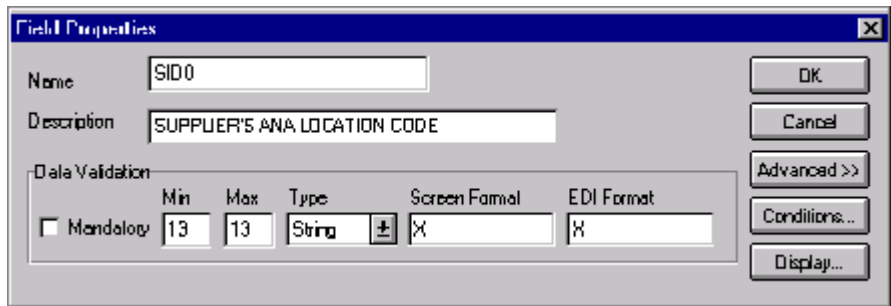 Field Properties
Name SID0 OK
Description SUPPLIER'S ANA LOCATION CODE Cancel
Data Validation Advanced >>
Min Max Type Screen Format EDI Format
Mandatory 13 13 String X X Conditions...
Display...